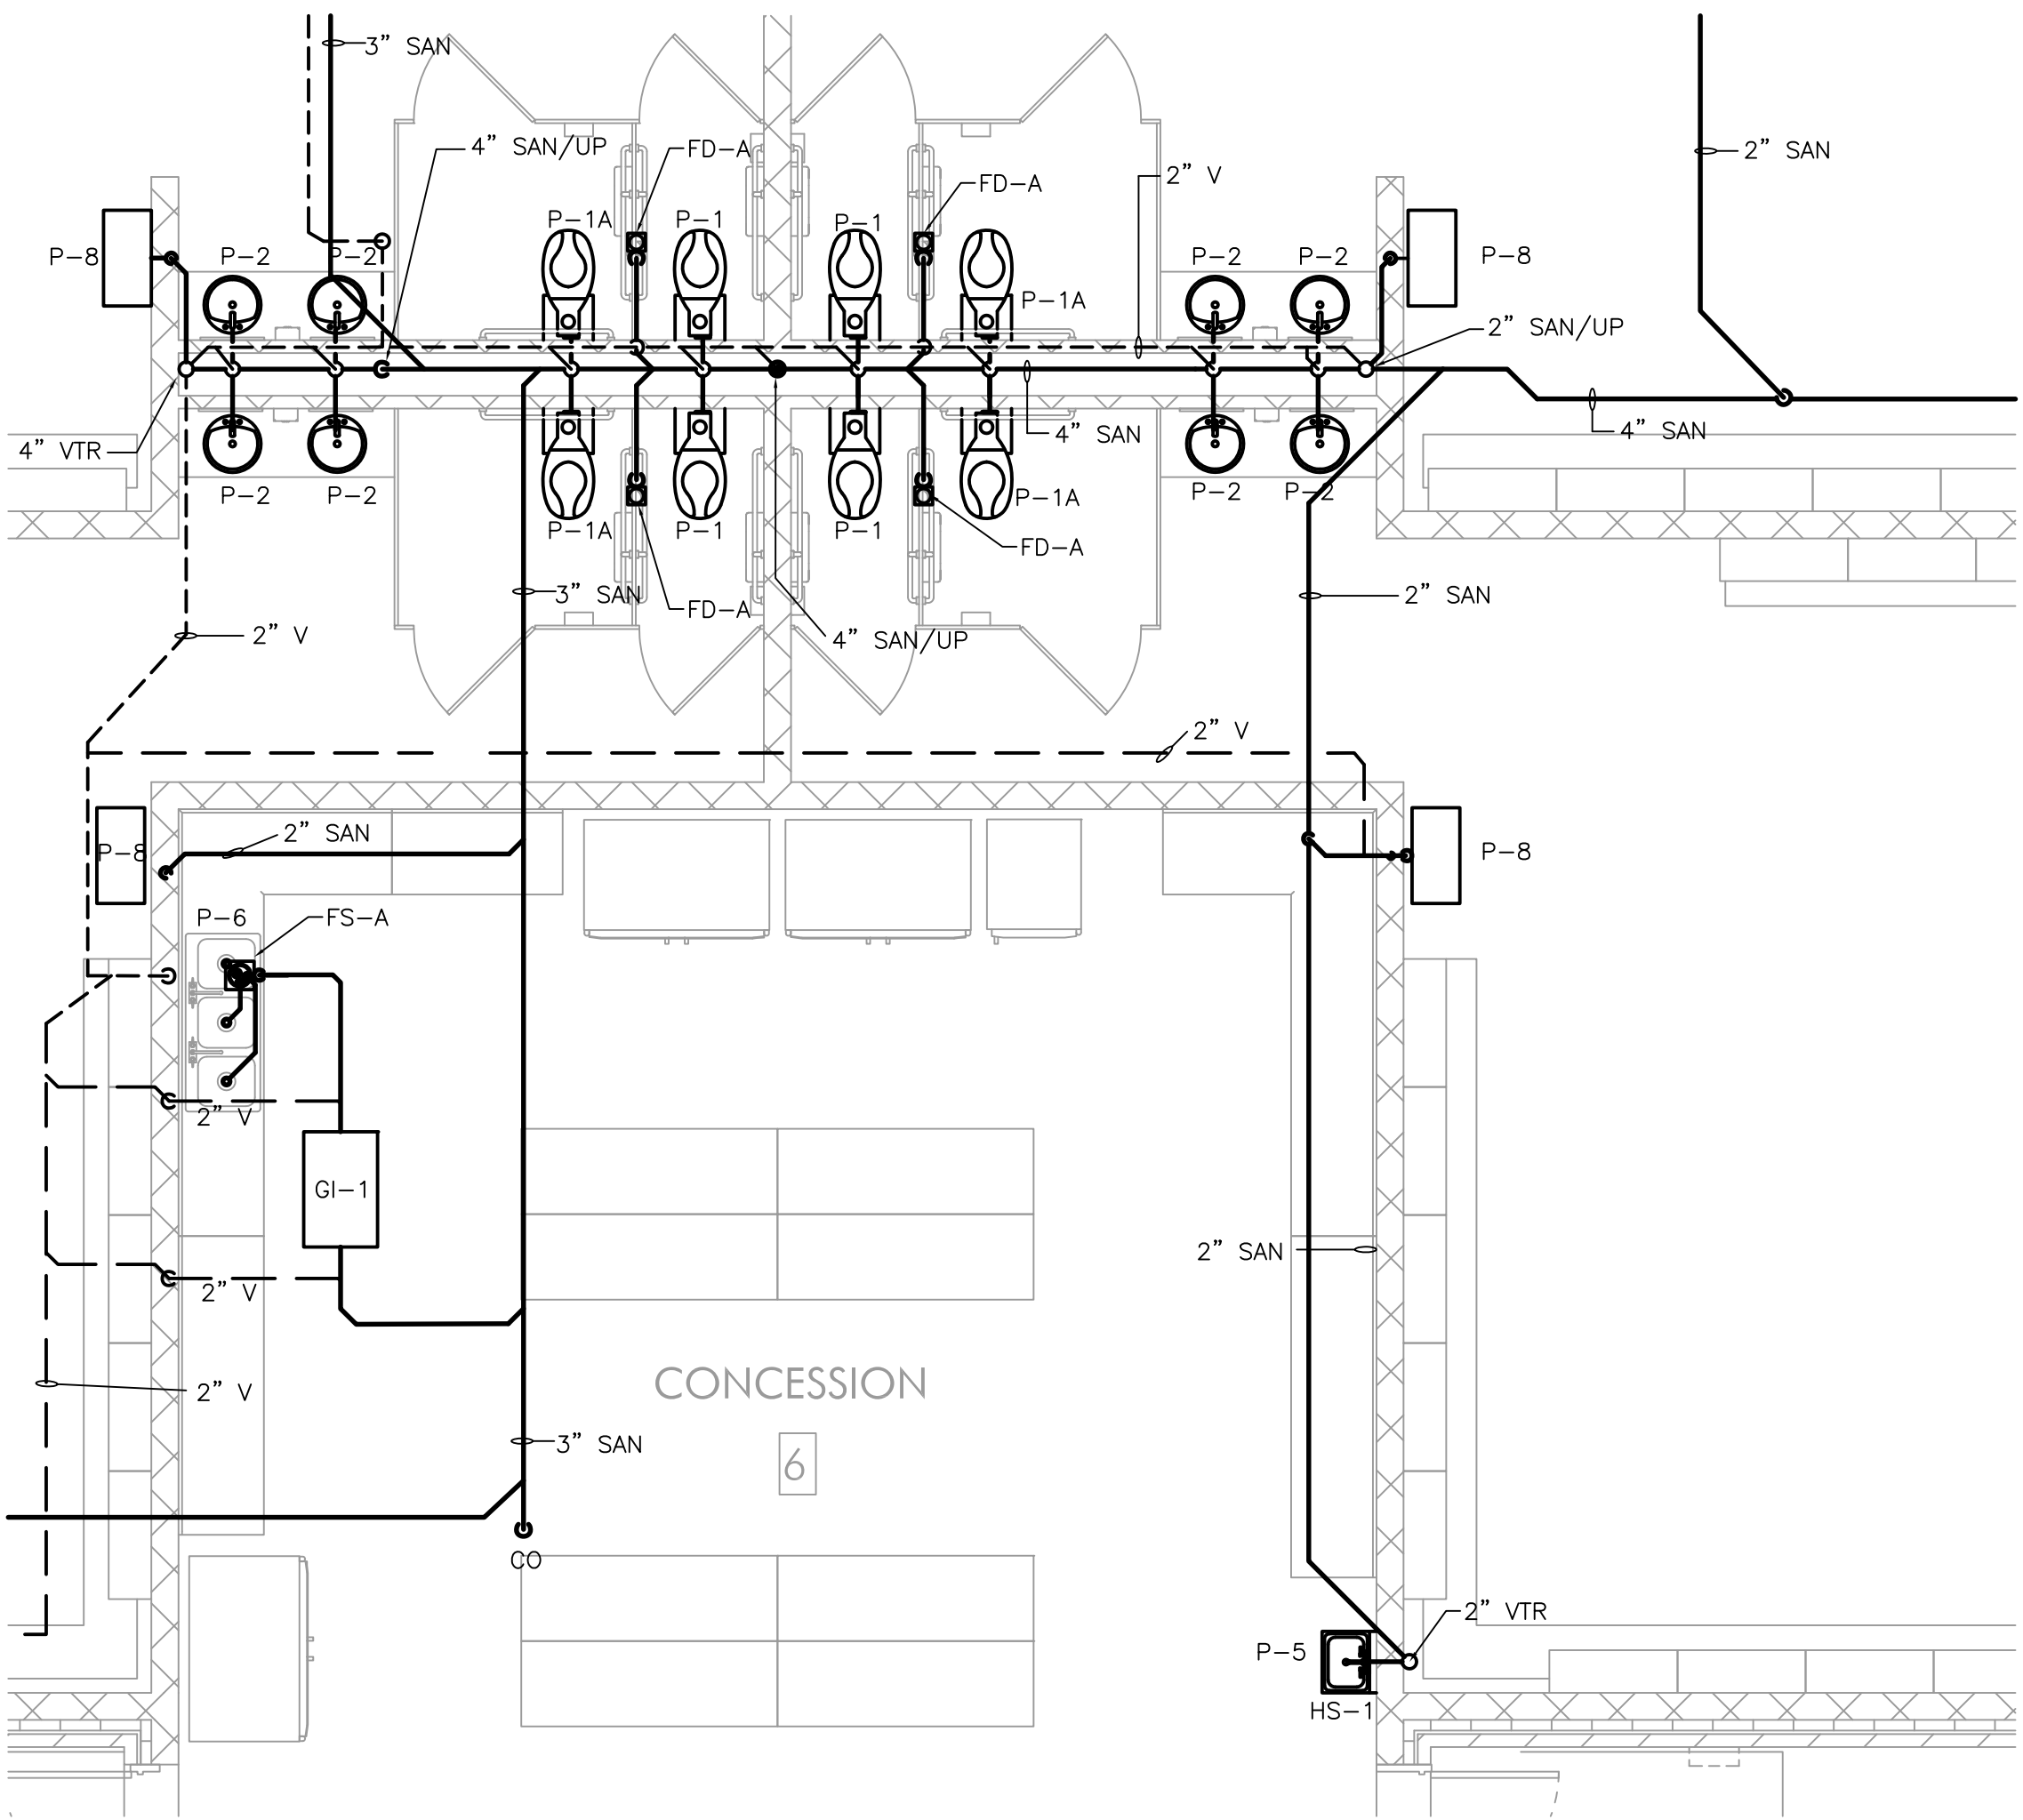 3” SAN
4” SAN/UP
FD-A
FD-A
2” V
2” SAN
P-1A
P-1
P-1
P-8
P-2
P-2
P-2
P-2
P-8
P-1A
2” SAN/UP
4” VTR
4” SAN
4” SAN
P-2
P-2
P-1A
P-1
P-1
P-1A
P-2
P-2
FD-A
3” SAN
FD-A
2” SAN
2” V
4” SAN/UP
2” V
2” SAN
P-8
P-8
P-6
FS-A
2” V
GI-1
2” SAN
2” V
2” V
CONCESSION
3” SAN
6
CO
2” VTR
P-5
HS-1